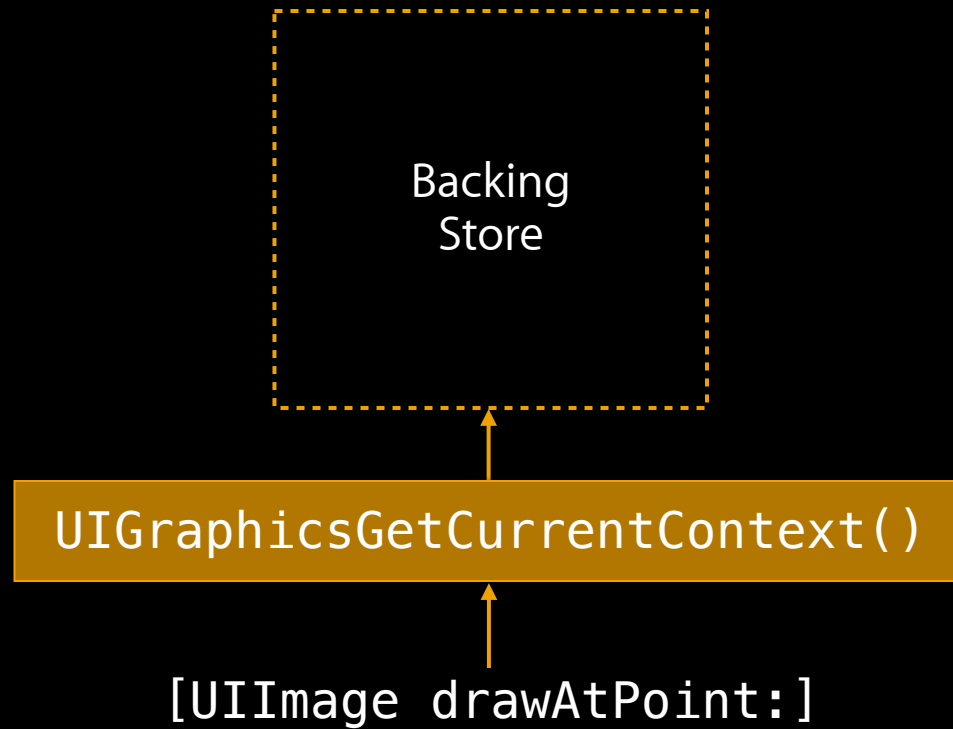 Backing
Store
UIGraphicsGetCurrentContext()
[UIImage drawAtPoint:]